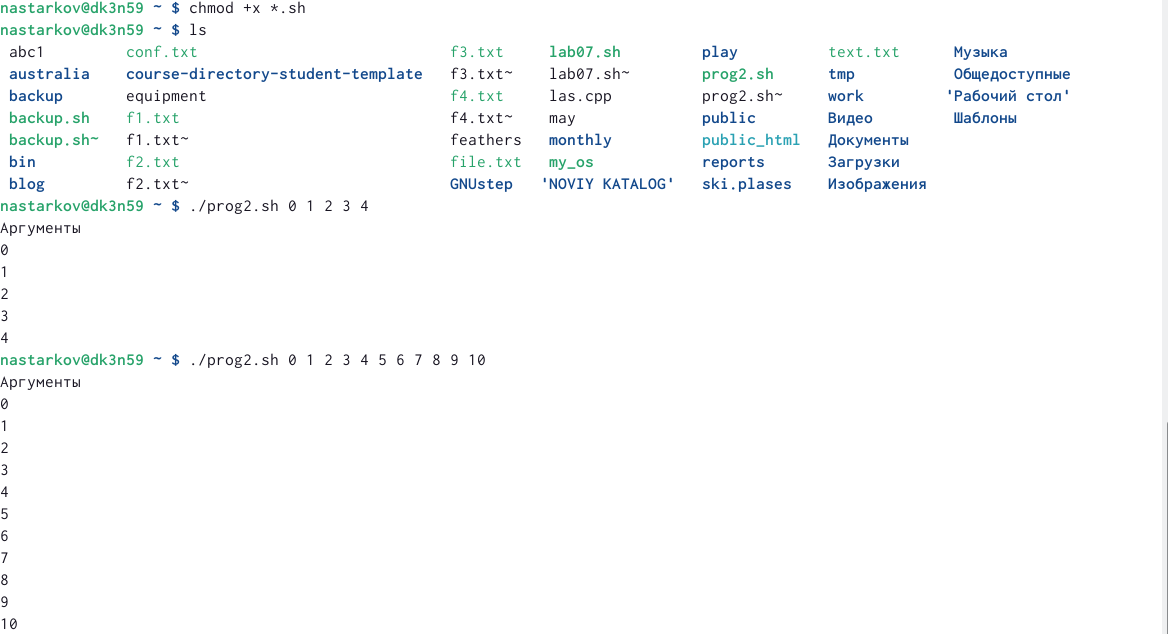 nastarkov@dk3n59 ~ $ chmod +x *.sh
nastarkov@dk3n59 ~ $ ls
abc1 conf.txt f3.txt lab07.sh play text.txt Музыка
australia course-directory-student-template f3.txt~ lab07.sh~ prog2.sh tmp Общедоступные
backup equipment f4.txt las.cpp prog2.sh~ work 'Рабочий стол'
backup.sh f1.txt f4.txt~ may public Видео Шаблоны
backup.sh~ f1.txt~ feathers monthly public_html Документы
bin f2.txt file.txt my_os reports Загрузки
blog f2.txt~ GNUstep 'NOVIY KATALOG' ski.plases Изображения
nastarkov@dk3n59 ~ $ ./prog2.sh 0 1 2 3 4
Аргументы
0
1
2
3
4
nastarkov@dk3n59 ~ $ ./prog2.sh 0 1 2 3 4 5 6 7 8 9 10
Аргументы
0
1
2
3
4
5
6
7
8
9
10